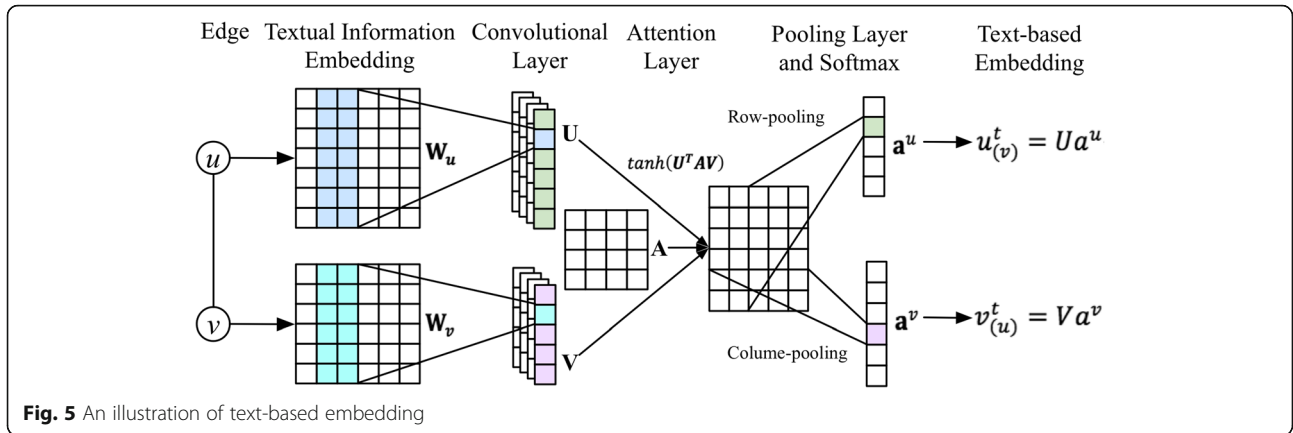 Edge Textual Information Embedding Convolutional Layer Attention Layer Pooling Layer and Softmax Text-based Embedding
u
W_u
U
tanh(U^T AV)
Row-pooling
a^u
u^t_(v) = Ua^u
A
v
W_v
V
Colume-pooling
a^v
v^t_(u) = Va^v
Fig. 5 An illustration of text-based embedding